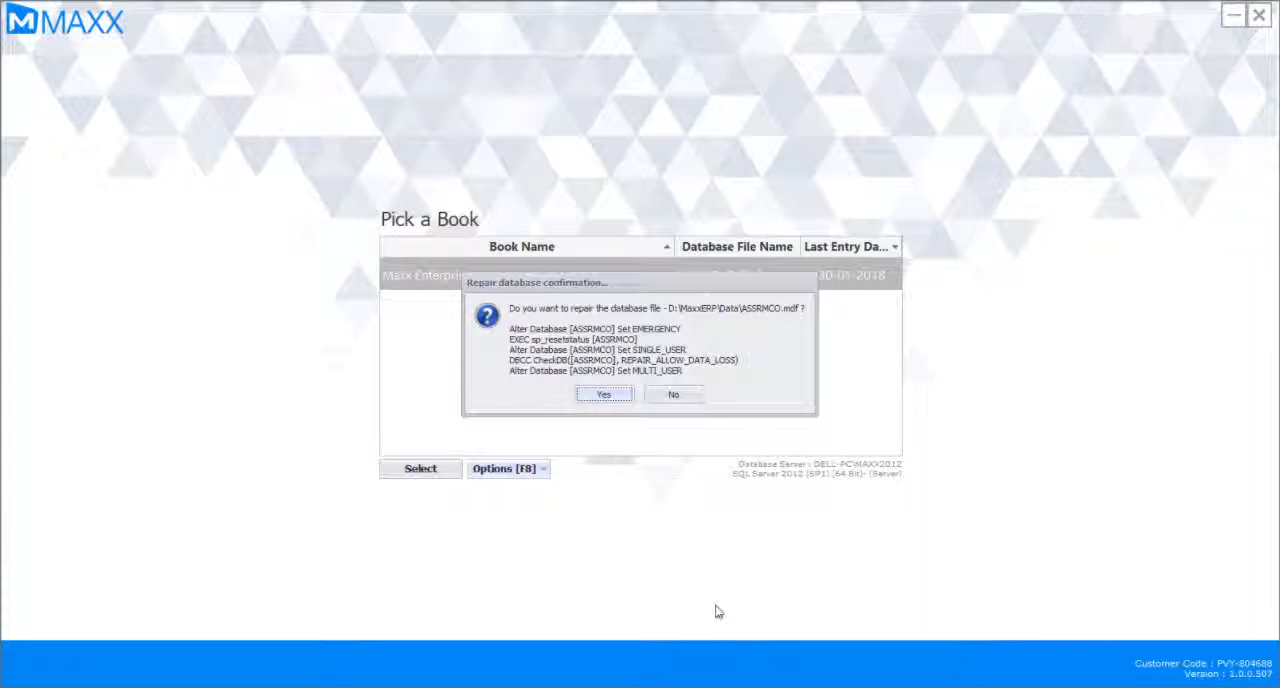 MAXX
Pick a Book
Book Name Database File Name Last Entry Da...
Maxx Enterpri 30-01-2018
Repair database confirmation...
Do you want to repair the database file - D:\MaxxERP\Data\ASSRMCO.mdf ?
Alter Database [ASSRMCO] Set EMERGENCY
EXEC sp_resetstatus [ASSRMCO]
Alter Database [ASSRMCO] Set SINGLE_USER
DBCC CheckDB([ASSRMCO], REPAIR_ALLOW_DATA_LOSS)
Alter Database [ASSRMCO] Set MULTI_USER
Yes No
Select Options [F8]
Database Server : DELL-PC\MAXX2012
SQL Server 2012 [SP1] (64 Bit)- [Server]
Customer Code : PVY-804688
Version : 1.0.0.507